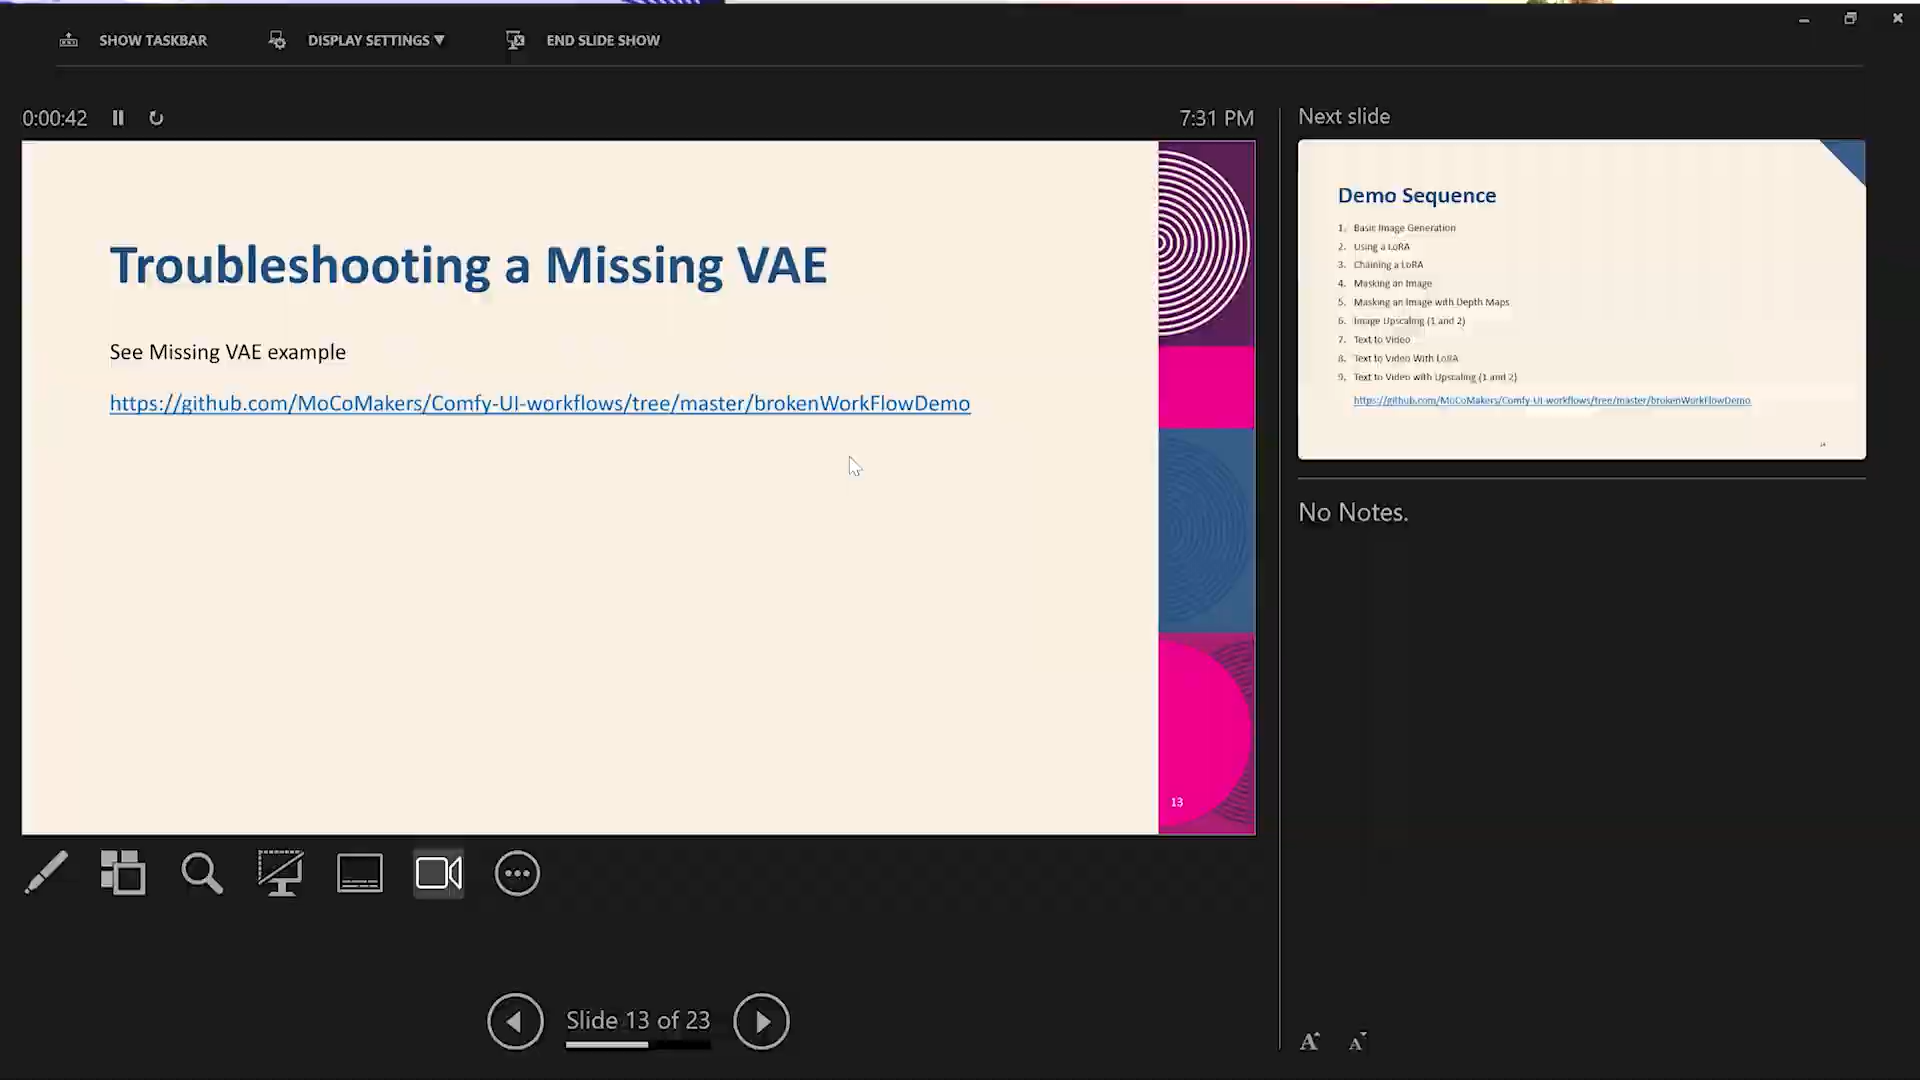 SHOW TASKBAR
DISPLAY SETTINGS ▼
END SLIDE SHOW
0:00:42
7:31 PM
Troubleshooting a Missing VAE
See Missing VAE example
https://github.com/MoCoMakers/Comfy-UI-workflows/tree/master/brokenWorkFlowDemo
13
Slide 13 of 23
Next slide
Demo Sequence
1. Basic Image Generation
2. Using a LoRA
3. Chaining a LoRA
4. Masking an Image
5. Masking an Image with Depth Maps
6. Image Upscaling (1 and 2)
7. Text to Video
8. Text to Video With LoRA
9. Text to Video with Upscaling (1 and 2)
https://github.com/MoCoMakers/Comfy-UI-workflows/tree/master/brokenWorkFlowDemo
14
No Notes.
A A